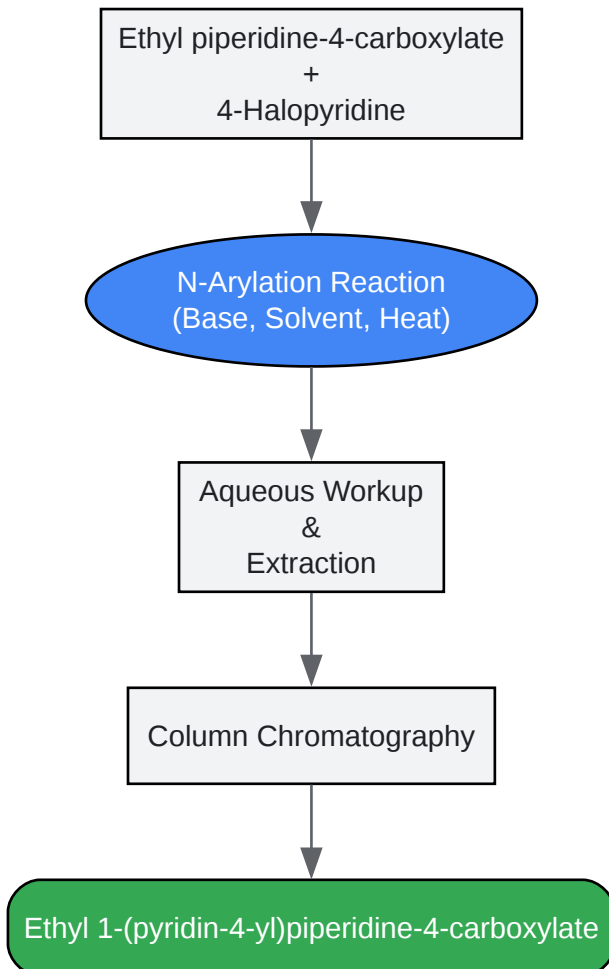 Ethyl piperidine-4-carboxylate
+
4-Halopyridine
N-Arylation Reaction
(Base, Solvent, Heat)
Aqueous Workup
&
Extraction
Column Chromatography
Ethyl 1-(pyridin-4-yl)piperidine-4-carboxylate